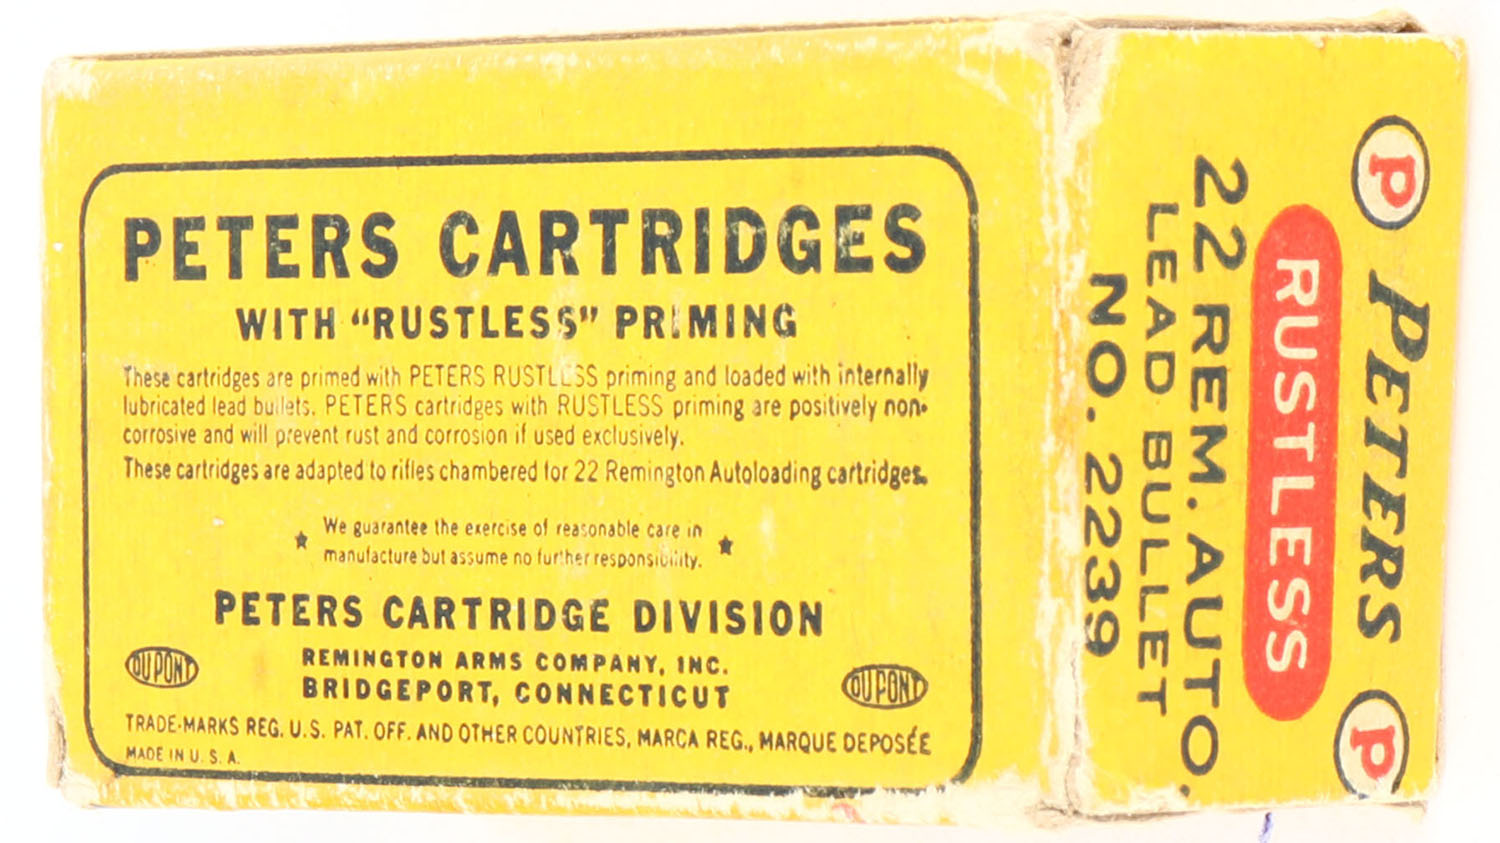 PETERS CARTRIDGES
WITH "RUSTLESS" PRIMING
These cartridges are primed with PETERS RUSTLESS priming and loaded with internally
lubricated lead bullets. PETERS cartridges with RUSTLESS priming are positively non-
corrosive and will prevent rust and corrosion if used exclusively.
These cartridges are adapted to rifles chambered for 22 Remington Autoloading cartridges.
We guarantee the exercise of reasonable care in
manufacture but assume no further responsibility.
PETERS CARTRIDGE DIVISION
REMINGTON ARMS COMPANY, INC.
BRIDGEPORT, CONNECTICUT
DU PONT
DU PONT
TRADE-MARKS REG. U.S. PAT. OFF. AND OTHER COUNTRIES, MARCA REG., MARQUE DEPOSÉE
MADE IN U. S. A.
P PETERS P
RUSTLESS
22 REM. AUTO.
LEAD BULLET
NO. 2239